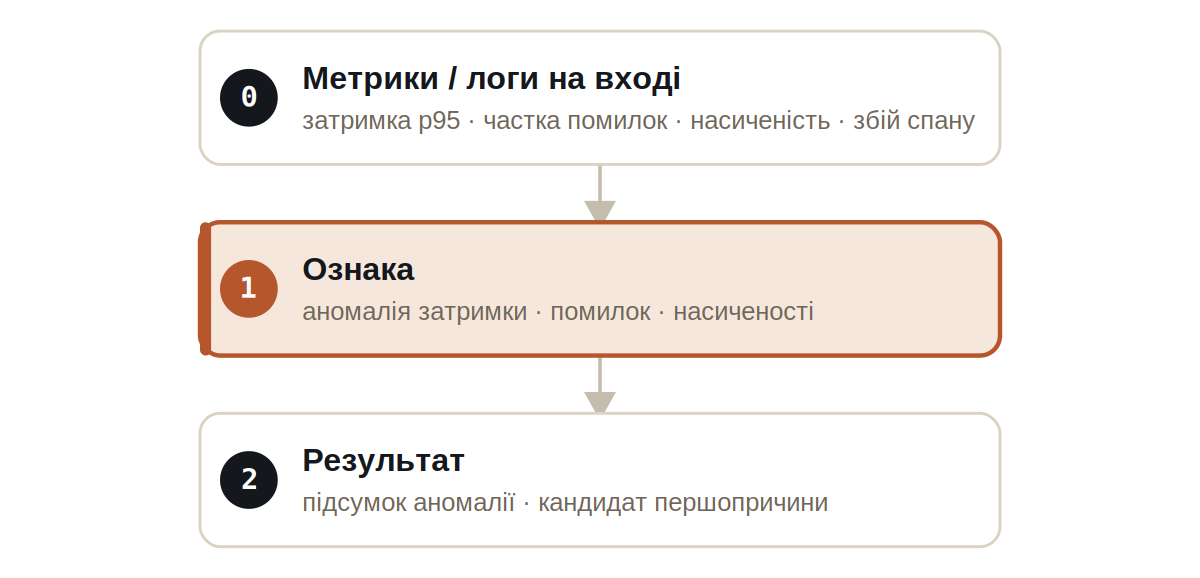 0
Метрики / логи на вході
затримка p95 · частка помилок · насиченість · збій спану
1
Ознака
аномалія затримки · помилок · насиченості
2
Результат
підсумок аномалії · кандидат першопричини